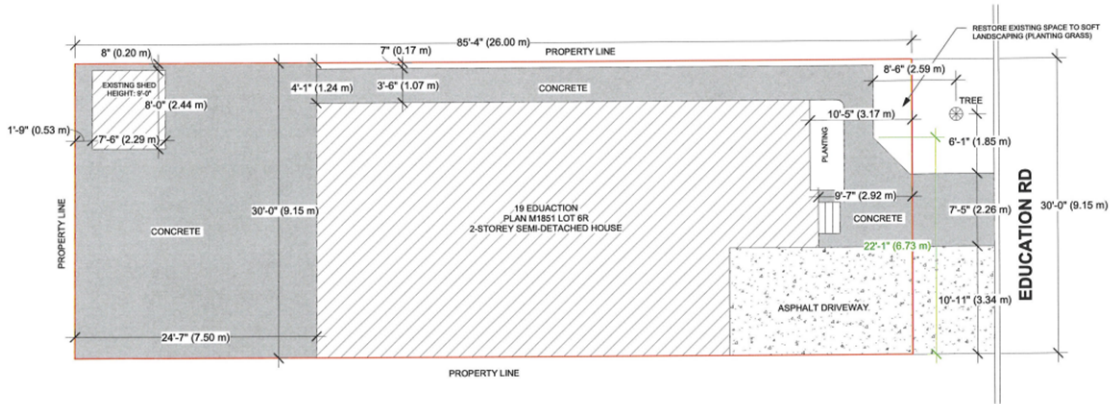 RESTORE EXISTING SPACE TO SOFT
LANDSCAPING (PLANTING GRASS)
85'-4" (26.00 m)
PROPERTY LINE
8" (0.20 m)
7" (0.17 m)
8'-6" (2.59 m)
EXISTING SHED
HEIGHT: 9'-0"
4'-1" (1.24 m)
3'-6" (1.07 m)
CONCRETE
8'-0" (2.44 m)
TREE
10'-5" (3.17 m)
1'-9" (0.53 m)
7'-6" (2.29 m)
PLANTING
6'-1" (1.85 m)
EDUCATION RD
PROPERTY LINE
30'-0" (9.15 m)
19 EDUACTION
PLAN M1851 LOT 6R
2-STOREY SEMI-DETACHED HOUSE
9'-7" (2.92 m)
7'-5" (2.26 m)
30'-0" (9.15 m)
CONCRETE
CONCRETE
22'-1" (6.73 m)
10'-11" (3.34 m)
ASPHALT DRIVEWAY
24'-7" (7.50 m)
PROPERTY LINE